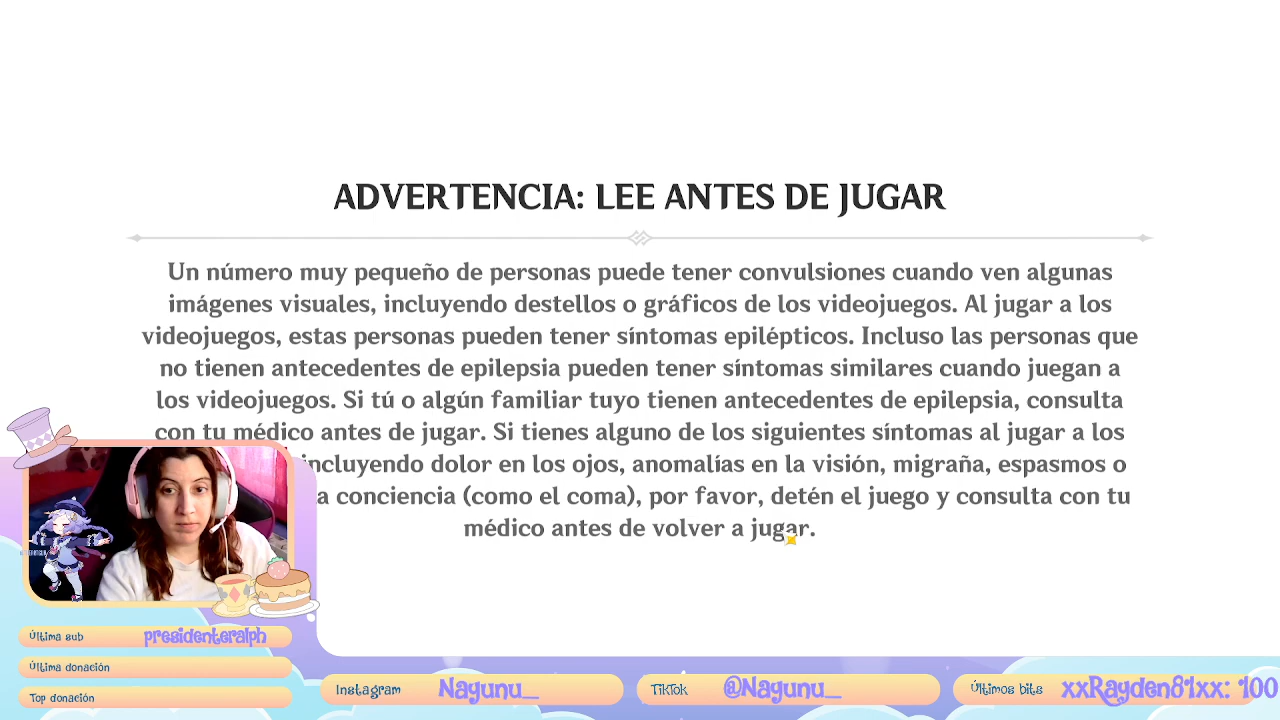 ADVERTENCIA: LEE ANTES DE JUGAR
Un número muy pequeño de personas puede tener convulsiones cuando ven algunas
imágenes visuales, incluyendo destellos o gráficos de los videojuegos. Al jugar a los
videojuegos, estas personas pueden tener síntomas epilépticos. Incluso las personas que
no tienen antecedentes de epilepsia pueden tener síntomas similares cuando juegan a
los videojuegos. Si tú o algún familiar tuyo tienen antecedentes de epilepsia, consulta
con tu médico antes de jugar. Si tienes alguno de los siguientes síntomas al jugar a los
incluyendo dolor en los ojos, anomalías en la visión, migraña, espasmos o
a conciencia (como el coma), por favor, detén el juego y consulta con tu
médico antes de volver a jugar.
Última sub presidenteralph
Última donación
Top donación
Instagram Nagunu_
TikTok @Nagunu_
Últimos bits xxRayden81xx: 100